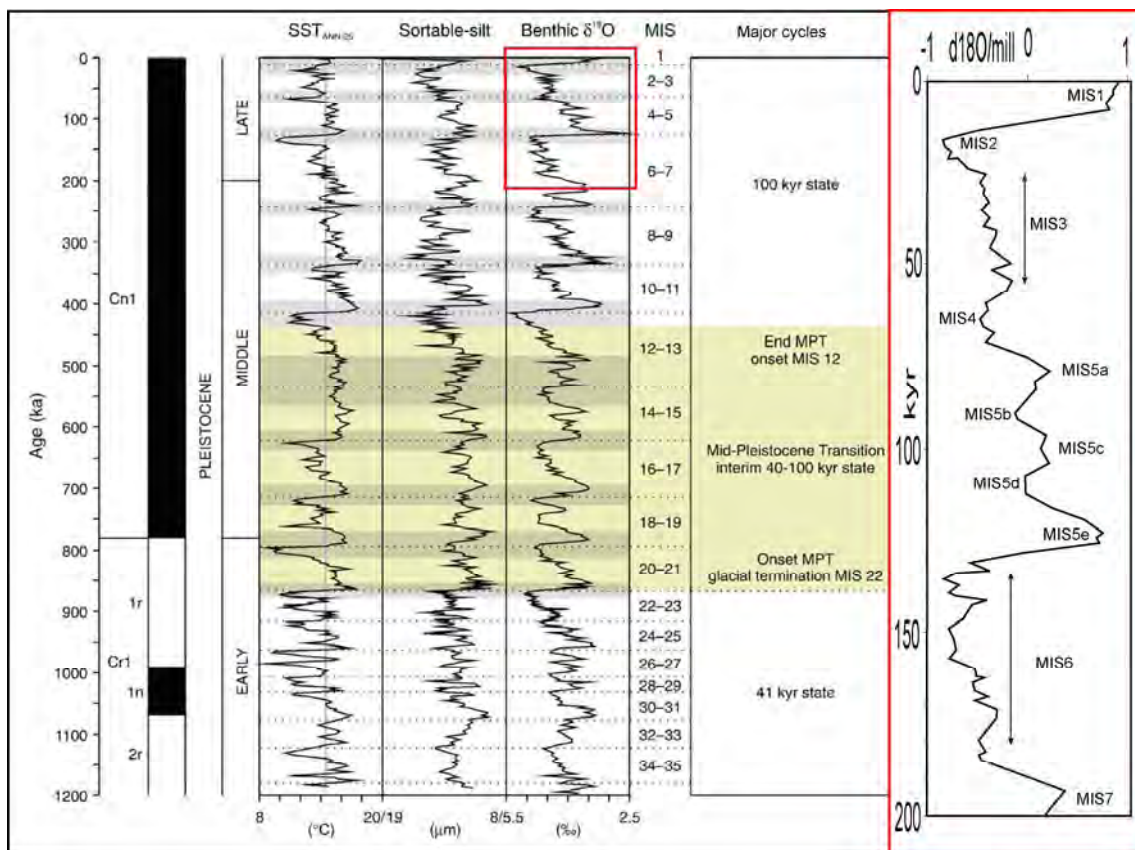 SST ANN-25 Sortable-silt Benthic δ18O MIS Major cycles
Age (ka)
0
100
200
300
400
500
600
700
800
900
1000
1100
1200
Cn1
1r
Cr1
1n
2r
PLEISTOCENE
LATE
MIDDLE
EARLY
1
2–3
4–5
6–7
8–9
10–11
12–13
14–15
16–17
18–19
20–21
22–23
24–25
26–27
28–29
30–31
32–33
34–35
100 kyr state
End MPT
onset MIS 12
Mid-Pleistocene Transition
interim 40-100 kyr state
Onset MPT
glacial termination MIS 22
41 kyr state
8 20/19 8/5.5 2.5
(°C) (μm) (‰)
d18O/mill
-1 0 1
kyr
0
50
100
150
200
MIS1
MIS2
MIS3
MIS4
MIS5a
MIS5b
MIS5c
MIS5d
MIS5e
MIS6
MIS7